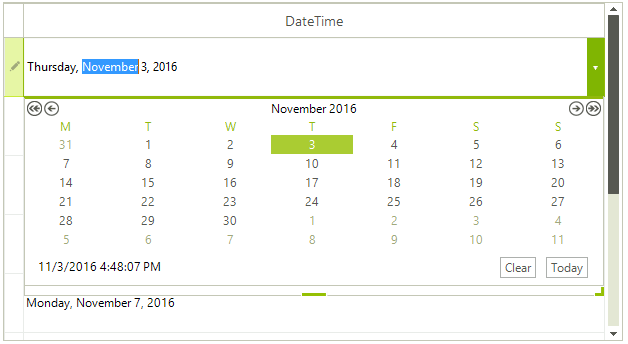 DateTime
Thursday, November 3, 2016
November 2016
M T W T F S S
31 1 2 3 4 5 6
7 8 9 10 11 12 13
14 15 16 17 18 19 20
21 22 23 24 25 26 27
28 29 30 1 2 3 4
5 6 7 8 9 10 11
11/3/2016 4:48:07 PM Clear Today
Monday, November 7, 2016